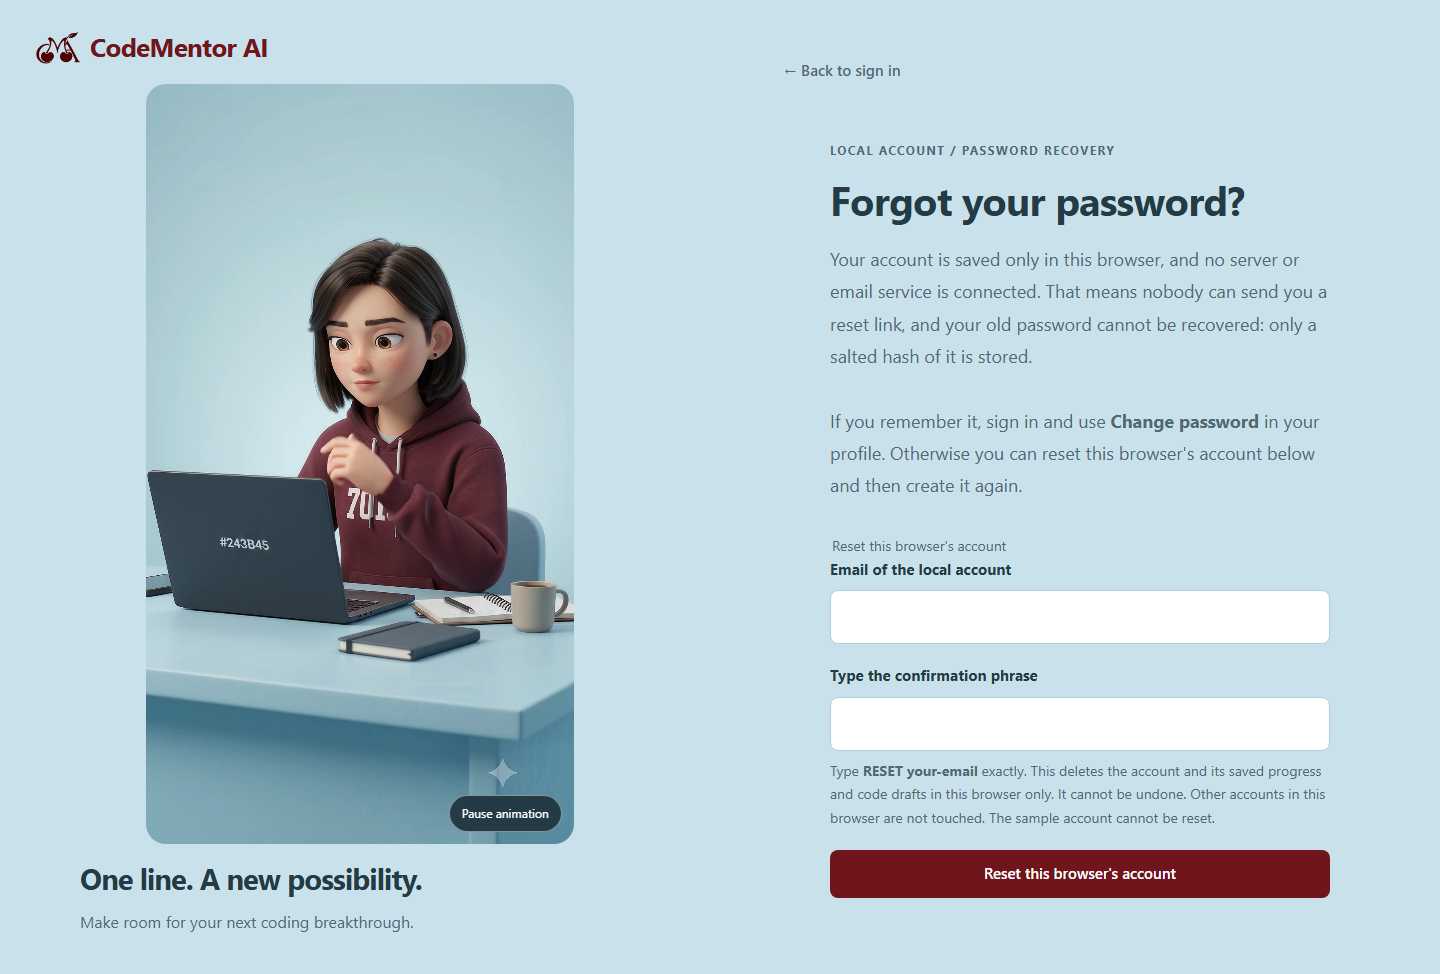 CodeMentor AI
← Back to sign in
LOCAL ACCOUNT / PASSWORD RECOVERY
Forgot your password?
Your account is saved only in this browser, and no server or
email service is connected. That means nobody can send you a
reset link, and your old password cannot be recovered: only a
salted hash of it is stored.
If you remember it, sign in and use Change password in your
profile. Otherwise you can reset this browser's account below
and then create it again.
Reset this browser's account
Email of the local account
Type the confirmation phrase
Type RESET your-email exactly. This deletes the account and its saved progress
and code drafts in this browser only. It cannot be undone. Other accounts in this
browser are not touched. The sample account cannot be reset.
Reset this browser's account
#243B45
Pause animation
One line. A new possibility.
Make room for your next coding breakthrough.